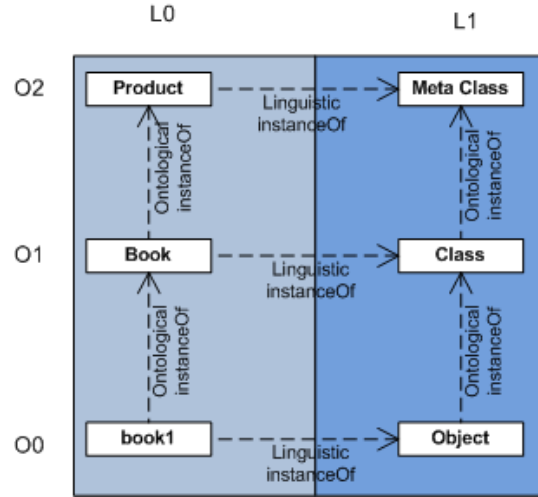 L0
L1
O2
Product
Linguistic
instanceOf
Meta Class
Ontological
instanceOf
Ontological
instanceOf
O1
Book
Linguistic
instanceOf
Class
Ontological
instanceOf
Ontological
instanceOf
O0
book1
Linguistic
instanceOf
Object